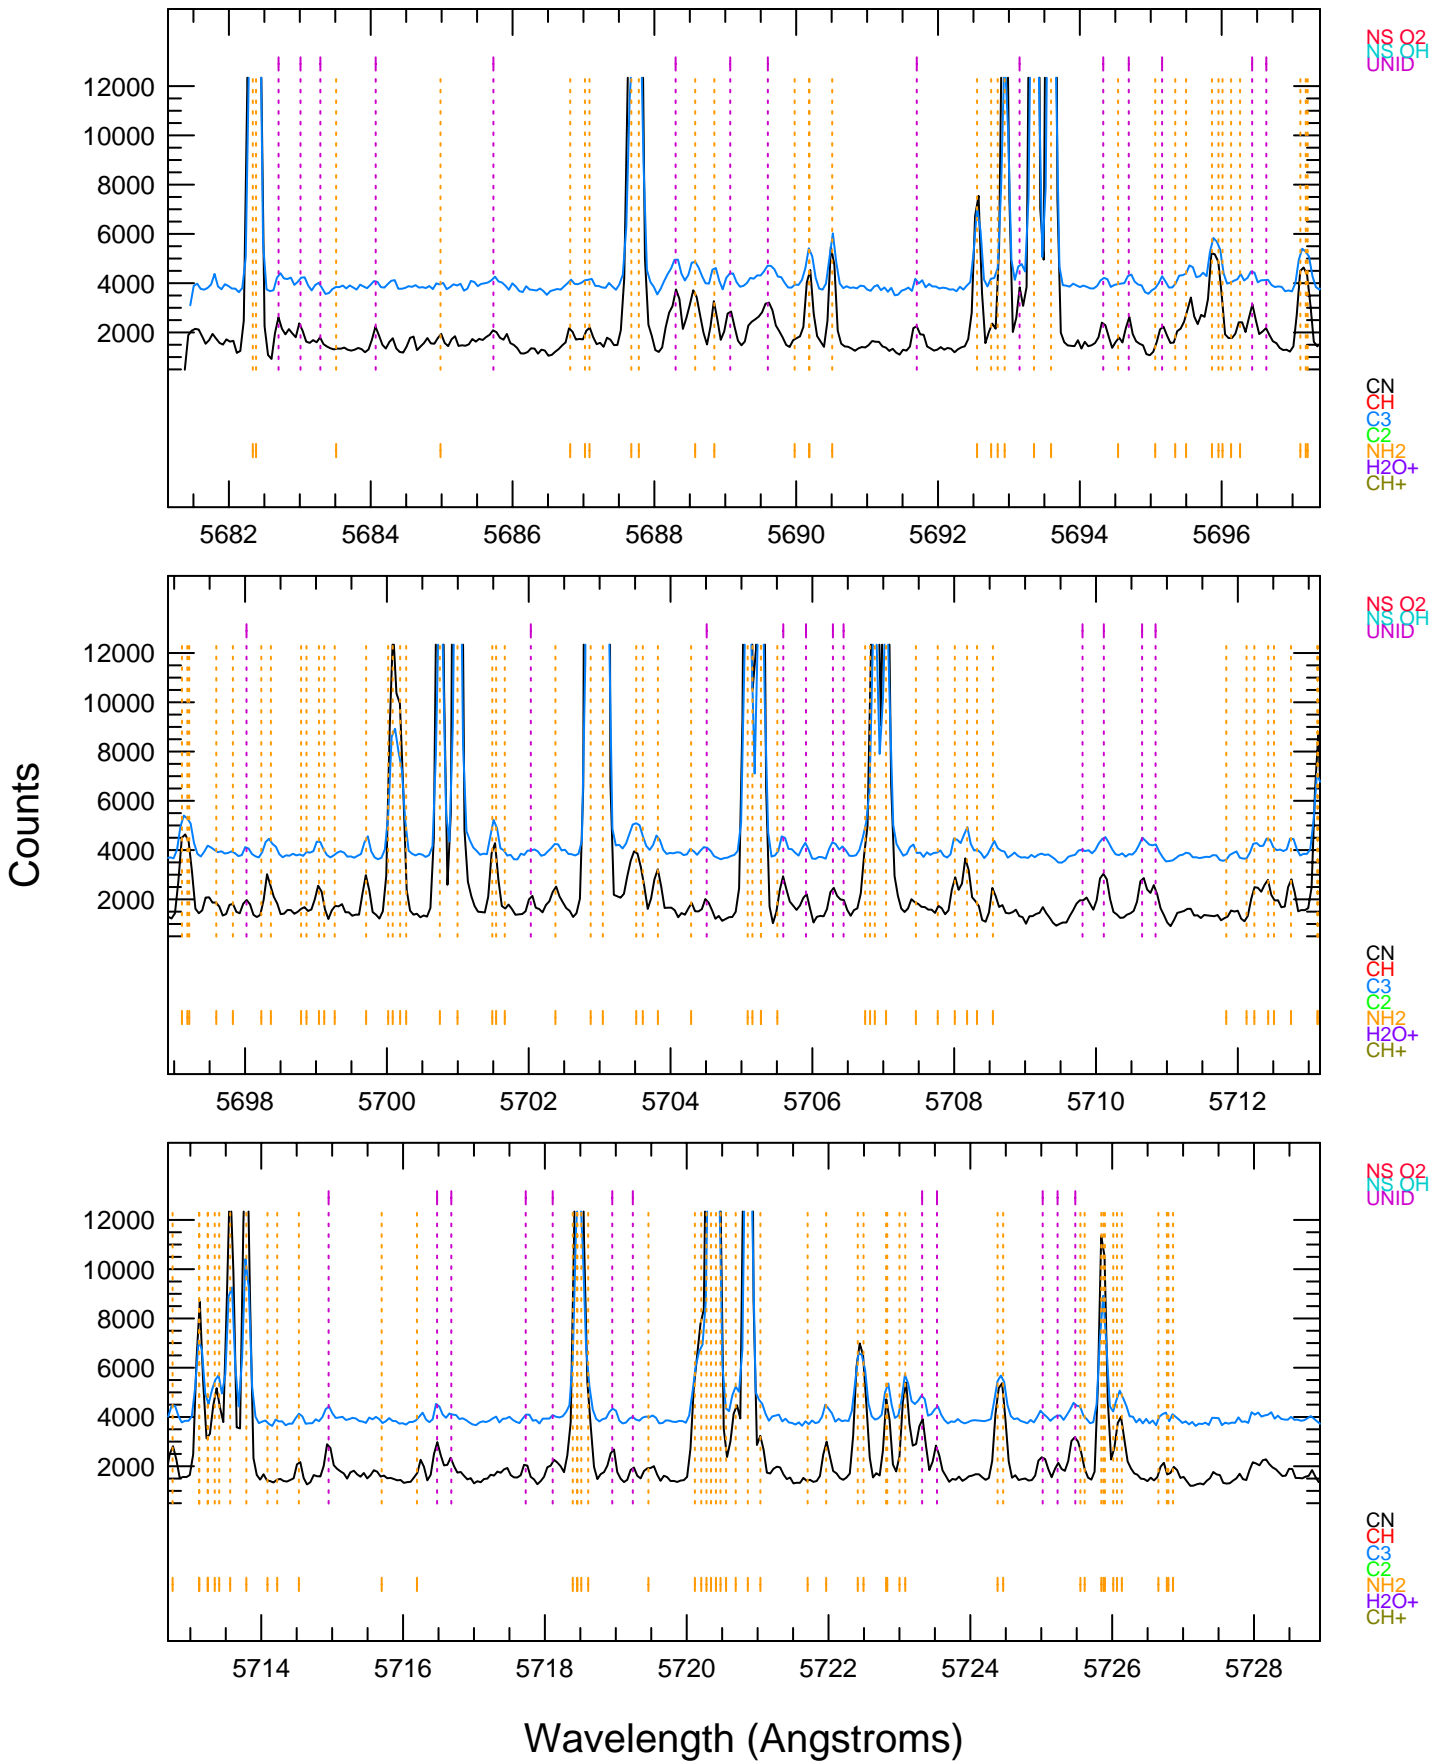 NS O2
NS OH
UNID
12000
10000
8000
6000
4000
2000
CN
CH
C3
C2
NH2
H2O+
CH+
5682 5684 5686 5688 5690 5692 5694 5696
NS O2
NS OH
UNID
12000
10000
8000
6000
4000
2000
Counts
CN
CH
C3
C2
NH2
H2O+
CH+
5698 5700 5702 5704 5706 5708 5710 5712
NS O2
NS OH
UNID
12000
10000
8000
6000
4000
2000
CN
CH
C3
C2
NH2
H2O+
CH+
5714 5716 5718 5720 5722 5724 5726 5728
Wavelength (Angstroms)